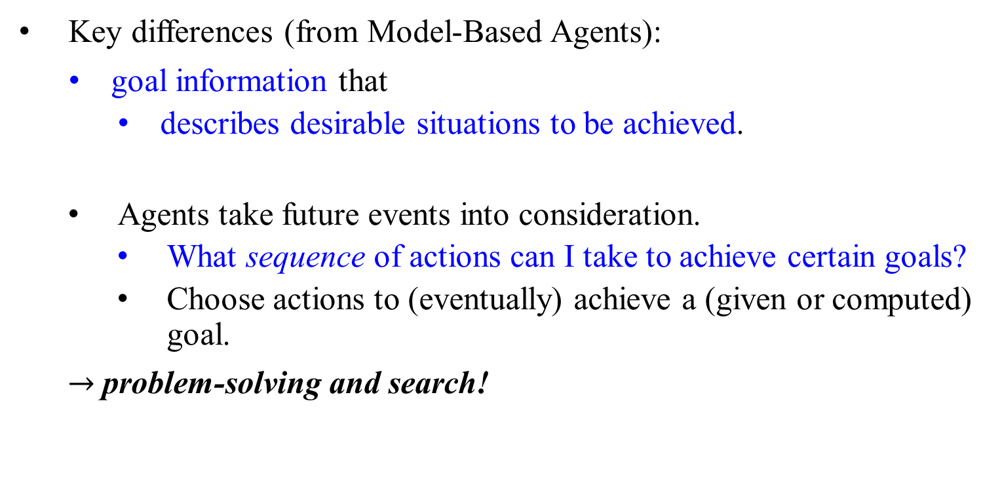 • Key differences (from Model-Based Agents):
• goal information that
• describes desirable situations to be achieved.
• Agents take future events into consideration.
• What sequence of actions can I take to achieve certain goals?
• Choose actions to (eventually) achieve a (given or computed)
goal.
→ problem-solving and search!